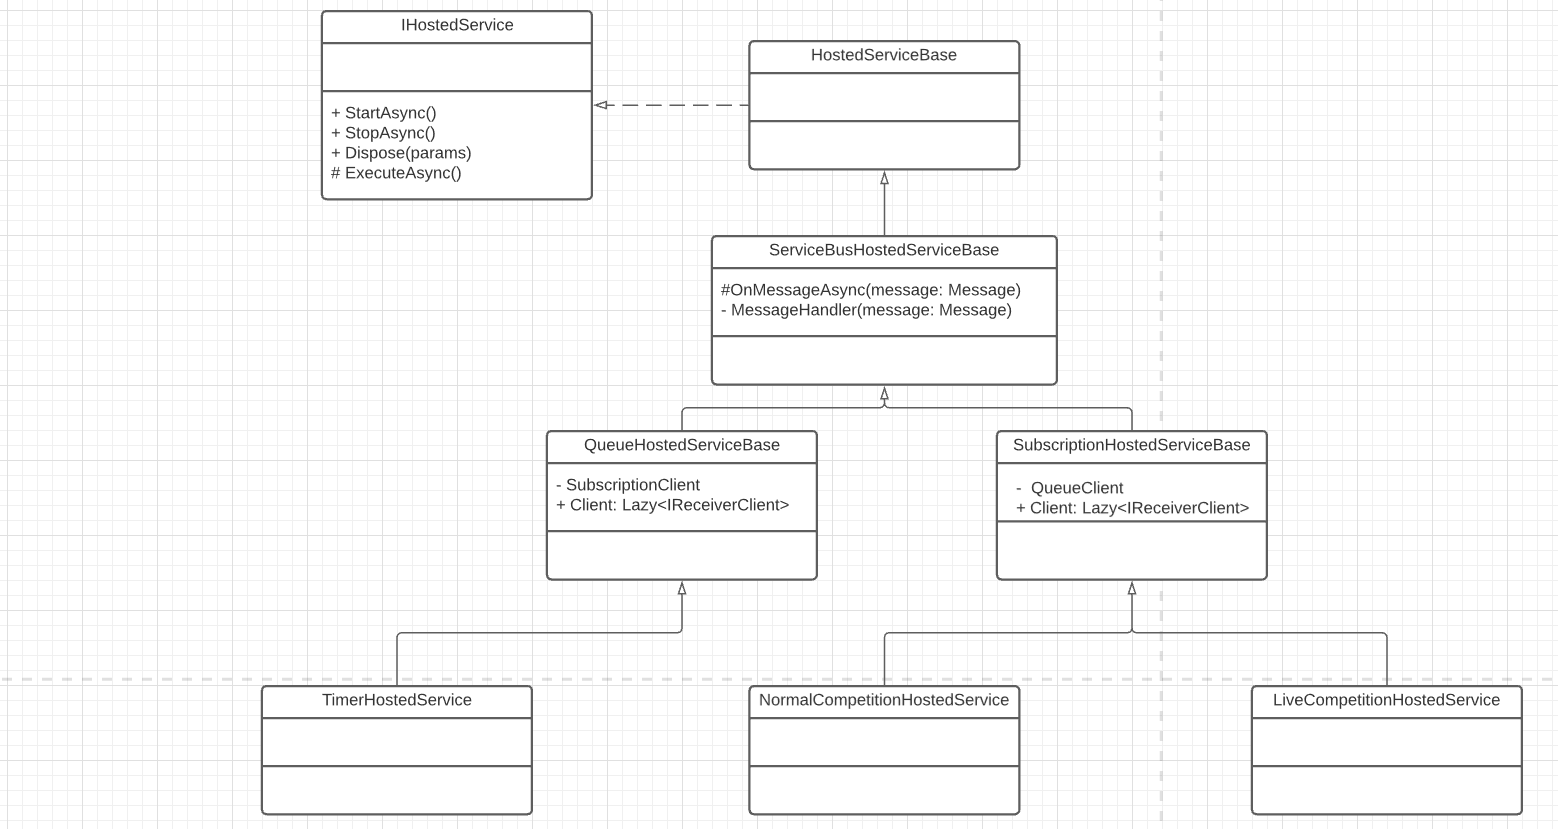 IHostedService
+ StartAsync()
+ StopAsync()
+ Dispose(params)
# ExecuteAsync()
HostedServiceBase
ServiceBusHostedServiceBase
#OnMessageAsync(message: Message)
- MessageHandler(message: Message)
QueueHostedServiceBase
- SubscriptionClient
+ Client: Lazy<IReceiverClient>
SubscriptionHostedServiceBase
- QueueClient
+ Client: Lazy<IReceiverClient>
TimerHostedService
NormalCompetitionHostedService
LiveCompetitionHostedService